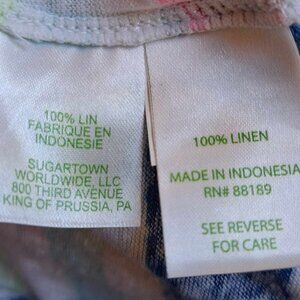 100% LIN
FABRIQUE EN
INDONESIE
SUGARTOWN
WORLDWIDE, LLC
800 THIRD AVENUE
KING OF PRUSSIA, PA
100% LINEN
MADE IN INDONESIA
RN# 88189
SEE REVERSE
FOR CARE